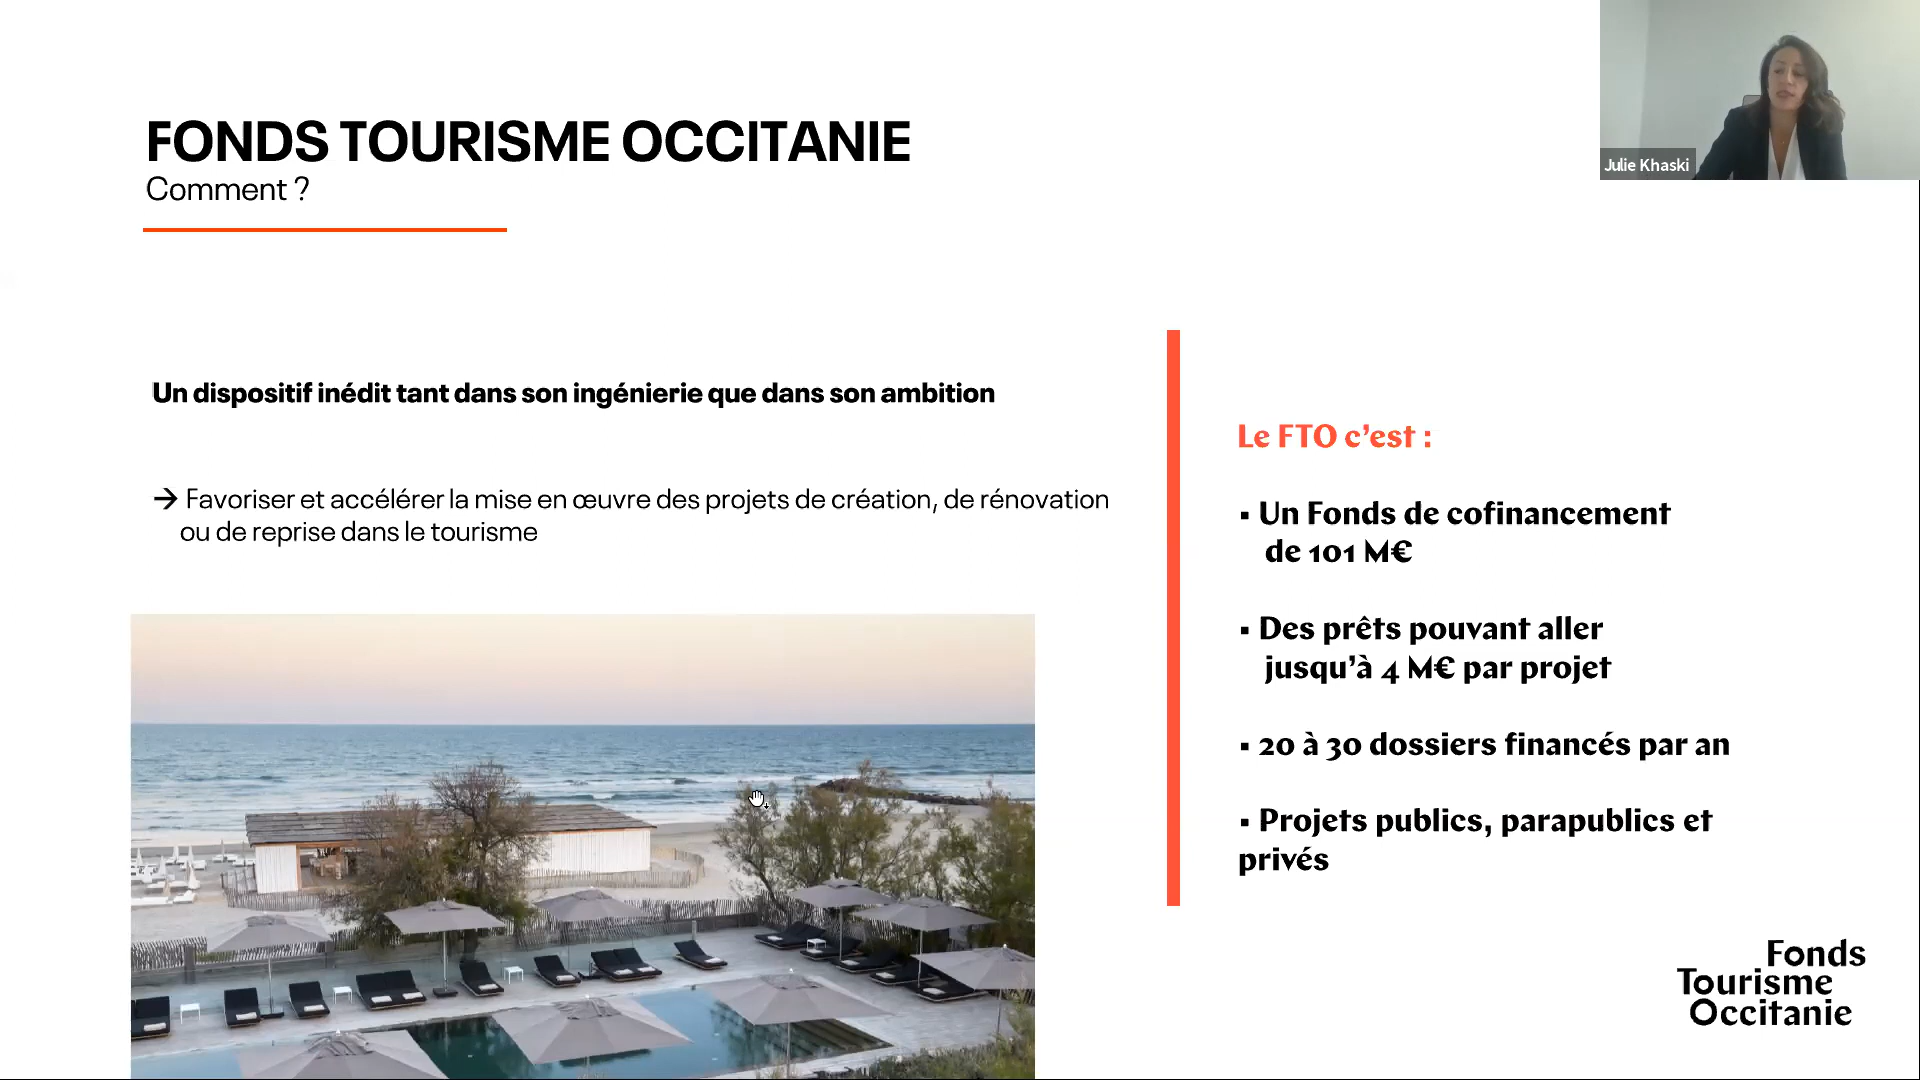 FONDS TOURISME OCCITANIE
Comment ?
Julie Khaski
Un dispositif inédit tant dans son ingénierie que dans son ambition
→ Favoriser et accélérer la mise en œuvre des projets de création, de rénovation
ou de reprise dans le tourisme
Le FTO c’est :
▪ Un Fonds de cofinancement
de 101 M€
▪ Des prêts pouvant aller
jusqu’à 4 M€ par projet
▪ 20 à 30 dossiers financés par an
▪ Projets publics, parapublics et
privés
Fonds
Tourisme
Occitanie